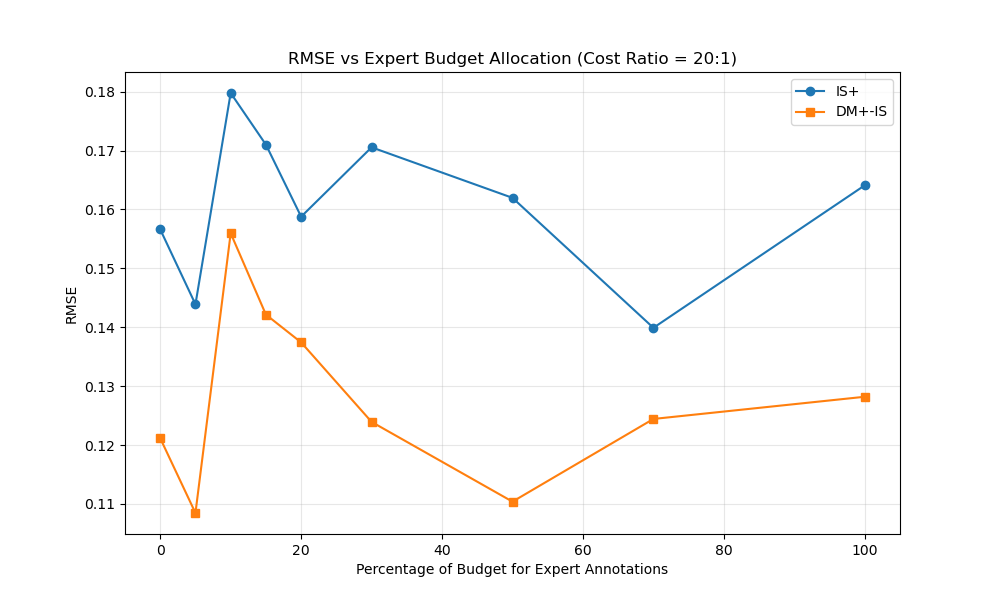 RMSE vs Expert Budget Allocation (Cost Ratio = 20:1)
IS+
DM+-IS
0.18
0.17
0.16
0.15
0.14
0.13
0.12
0.11
RMSE
0 20 40 60 80 100
Percentage of Budget for Expert Annotations